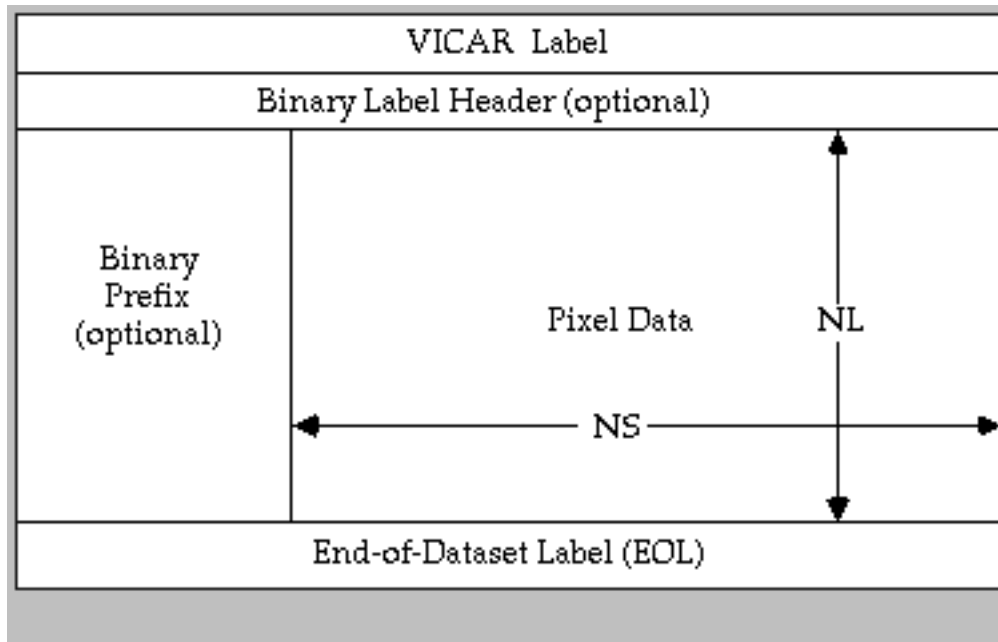 VICAR Label
Binary Label Header (optional)
Binary
Prefix
(optional)
Pixel Data
NL
NS
End-of-Dataset Label (EOL)